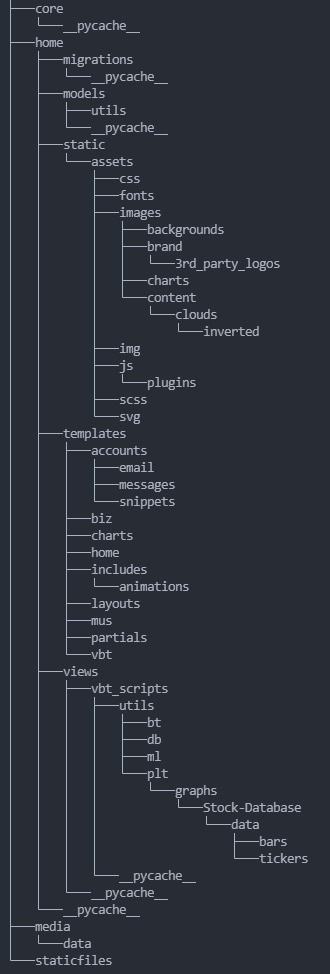 core
__pycache__
home
migrations
__pycache__
models
utils
__pycache__
static
assets
css
fonts
images
backgrounds
brand
3rd_party_logos
charts
content
clouds
inverted
img
js
plugins
scss
svg
templates
accounts
email
messages
snippets
biz
charts
home
includes
animations
layouts
mus
partials
vbt
views
vbt_scripts
utils
bt
db
ml
plt
graphs
Stock-Database
data
bars
tickers
__pycache__
__pycache__
__pycache__
media
data
staticfiles